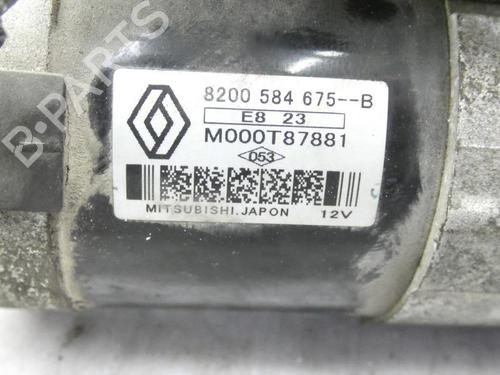 8200 584 675--B
E8 23
M000T87881
D53
MITSUBISHI.JAPON 12V
B-PARTS